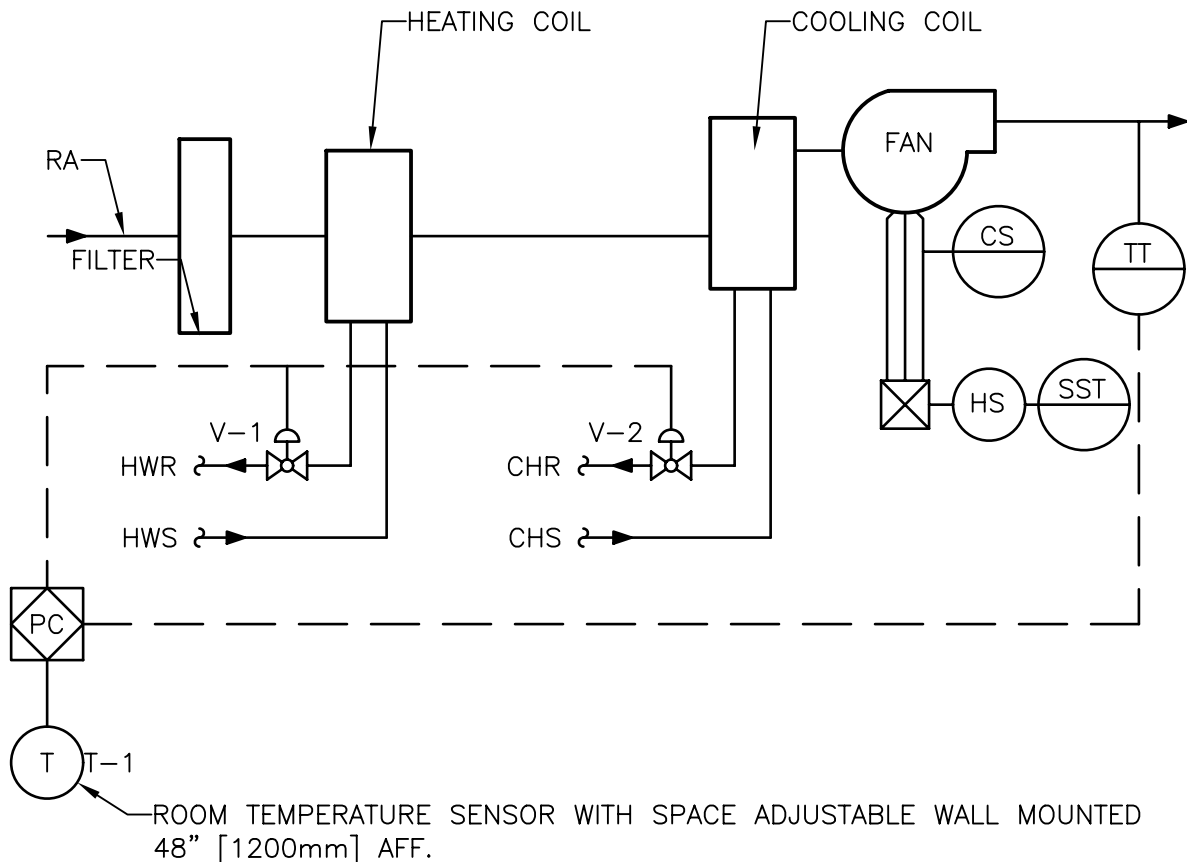 HEATING COIL
COOLING COIL
RA
FAN
FILTER
CS
TT
V-1
V-2
HS
SST
HWR
CHR
HWS
CHS
PC
T
T-1
ROOM TEMPERATURE SENSOR WITH SPACE ADJUSTABLE WALL MOUNTED
48" [1200mm] AFF.